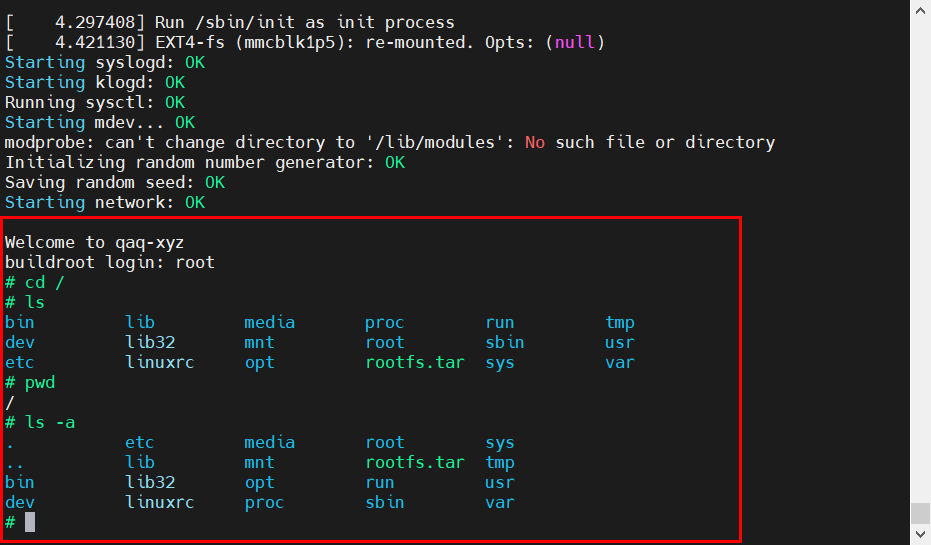 [    4.297408] Run /sbin/init as init process
[    4.421130] EXT4-fs (mmcblk1p5): re-mounted. Opts: (null)
Starting syslogd: OK
Starting klogd: OK
Running sysctl: OK
Starting mdev... OK
modprobe: can't change directory to '/lib/modules': No such file or directory
Initializing random number generator: OK
Saving random seed: OK
Starting network: OK
Welcome to qaq-xyz
buildroot login: root
# cd /
# ls
bin         lib         media       proc        run         tmp
dev         lib32       mnt         root        sbin        usr
etc         linuxrc     opt         rootfs.tar  sys         var
# pwd
/
# ls -a
.           etc         media       root        sys
..          lib         mnt         rootfs.tar  tmp
bin         lib32       opt         run         usr
dev         linuxrc     proc        sbin        var
#